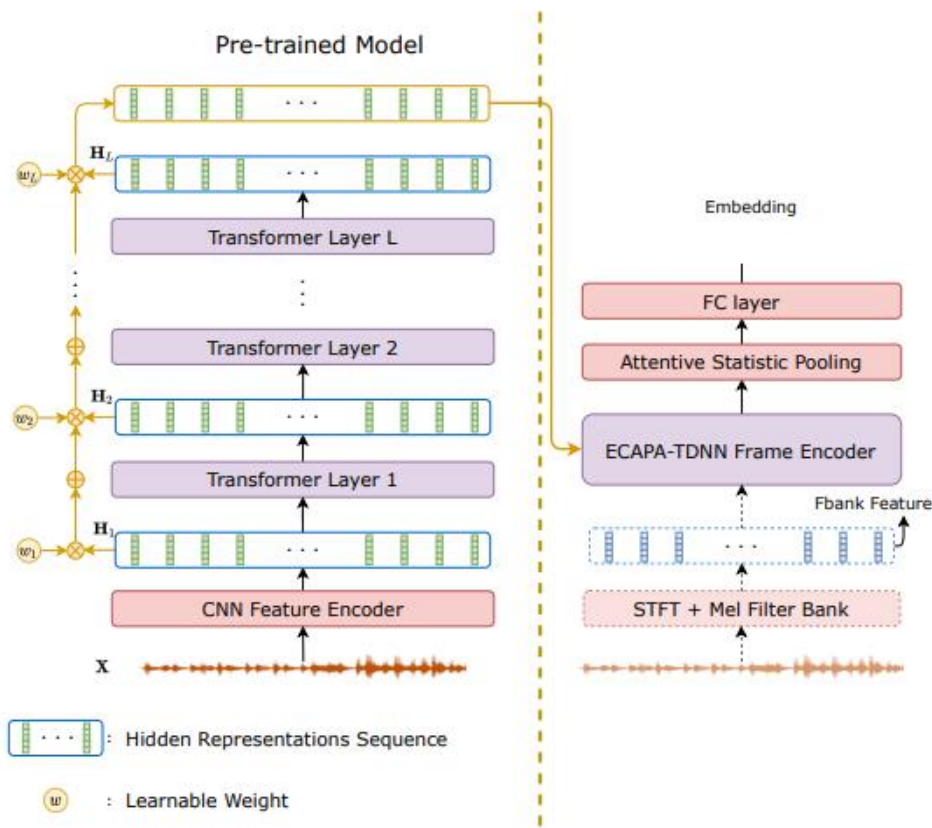 Pre-trained Model
H_L
w_L
Transformer Layer L
Transformer Layer 2
H_2
w_2
Transformer Layer 1
H_1
w_1
CNN Feature Encoder
X
Embedding
FC layer
Attentive Statistic Pooling
ECAPA-TDNN Frame Encoder
Fbank Feature
STFT + Mel Filter Bank
: Hidden Representations Sequence
w : Learnable Weight